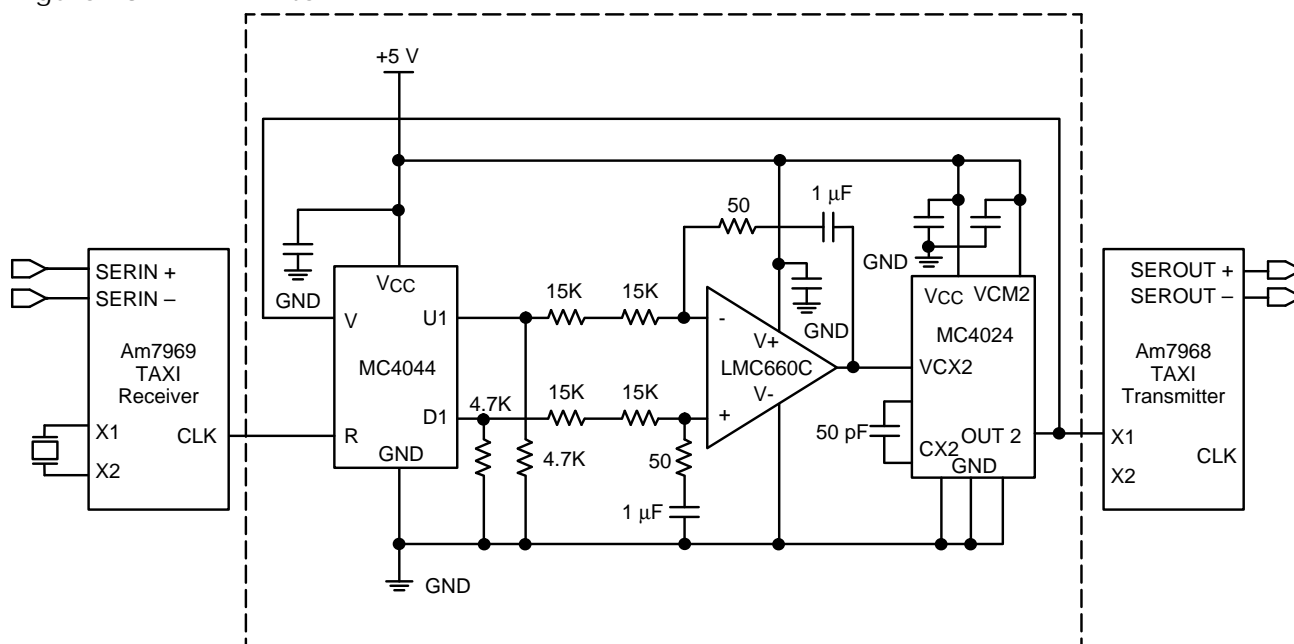 +5 V
1 μF
50
SERIN +
SERIN –
GND
VCC
15K
15K
GND
GND
VCC VCM2
SEROUT +
SEROUT –
V
U1
-
V+
MC4024
Am7969
TAXI
Receiver
MC4044
LMC660C
VCX2
Am7968
TAXI
Transmitter
15K
15K
V-
4.7K
D1
+
X1
CLK
R
GND
4.7K
50
50 pF
CX2
OUT 2
GND
X1
CLK
X2
X2
1 μF
GND